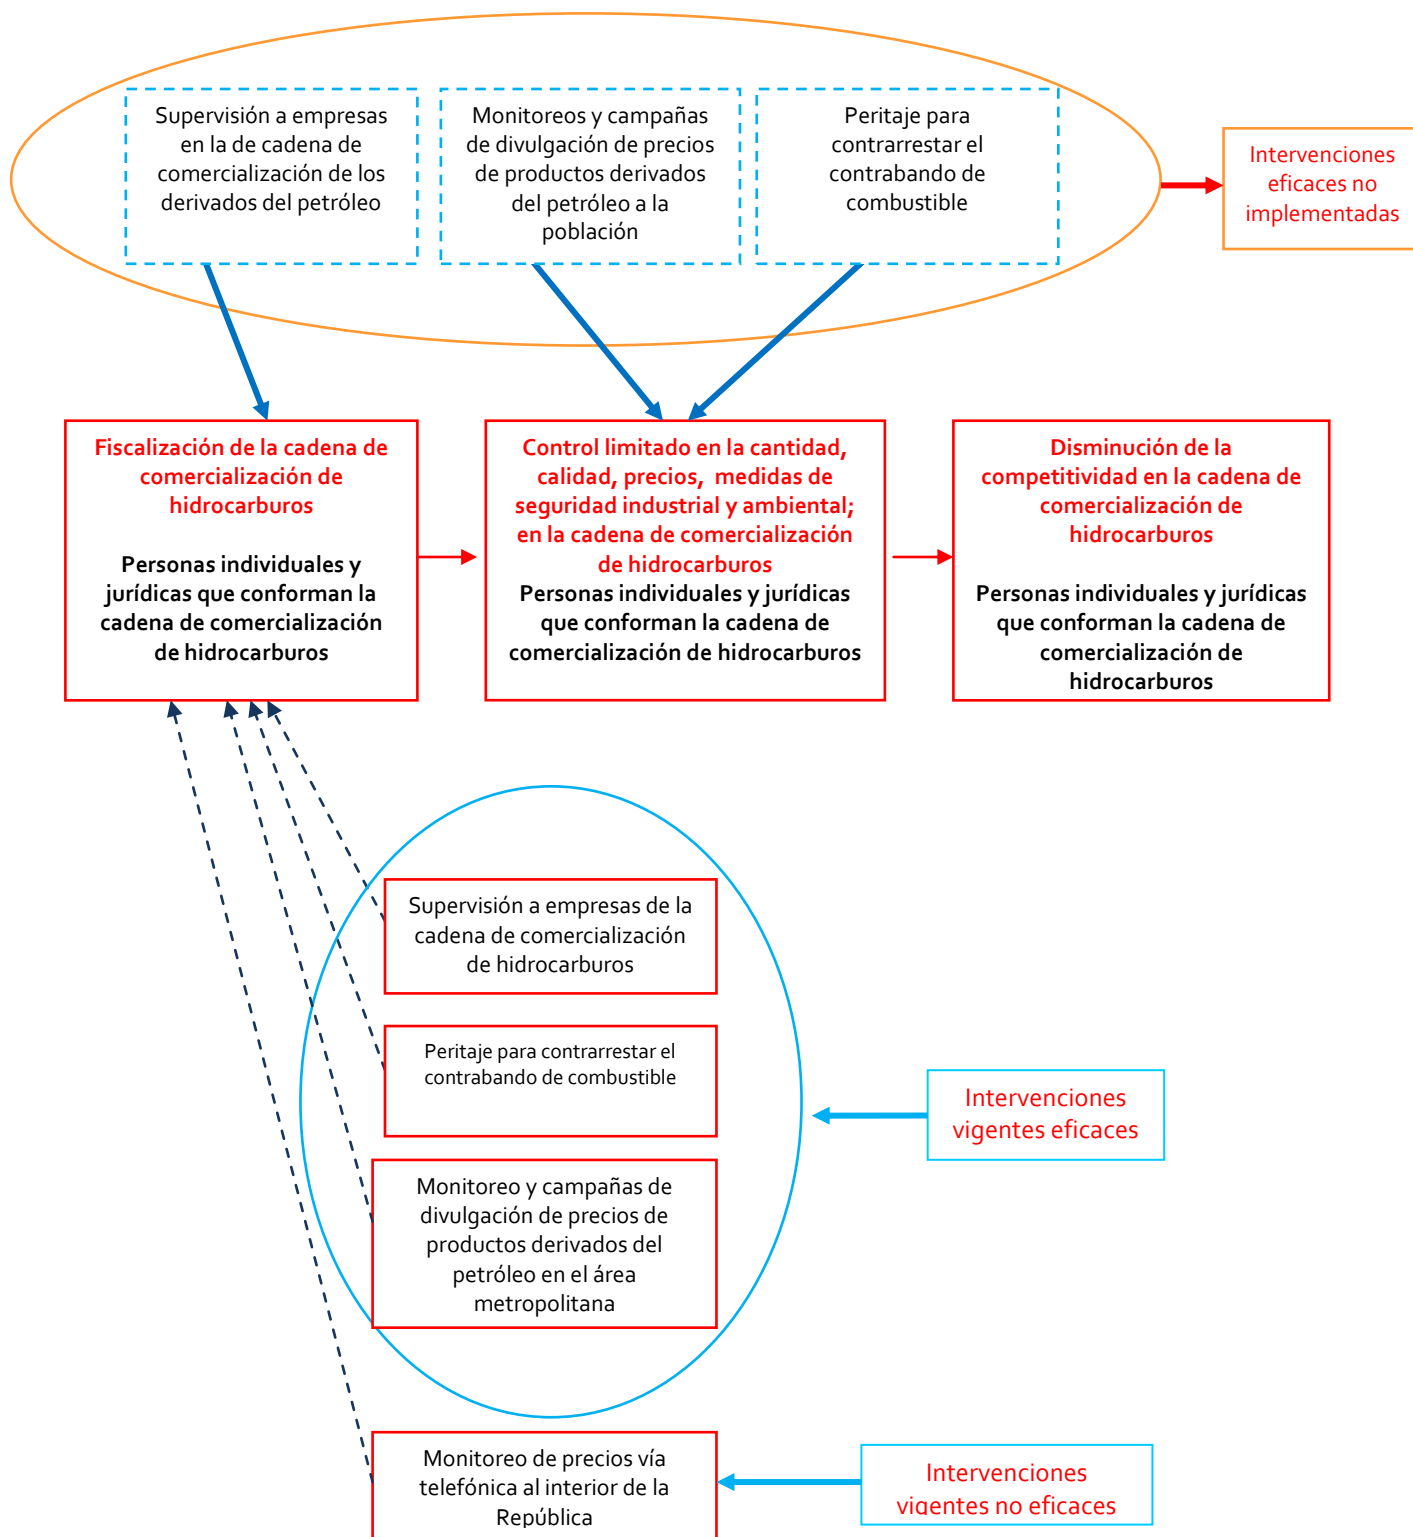 Supervisión a empresas
en la de cadena de
comercialización de los
derivados del petróleo
Monitoreos y campañas
de divulgación de precios
de productos derivados
del petróleo a la
población
Peritaje para
contrarrestar el
contrabando de
combustible
Intervenciones
eficaces no
implementadas
Fiscalización de la cadena de
comercialización de
hidrocarburos
Personas individuales y
jurídicas que conforman la
cadena de comercialización
de hidrocarburos
Control limitado en la cantidad,
calidad, precios, medidas de
seguridad industrial y ambiental;
en la cadena de comercialización
de hidrocarburos
Personas individuales y jurídicas
que conforman la cadena de
comercialización de hidrocarburos
Disminución de la
competitividad en la cadena de
comercialización de
hidrocarburos
Personas individuales y jurídicas
que conforman la cadena de
comercialización de
hidrocarburos
Supervisión a empresas de la
cadena de comercialización
de hidrocarburos
Peritaje para contrarrestar el
contrabando de combustible
Intervenciones
vigentes eficaces
Monitoreo y campañas de
divulgación de precios de
productos derivados del
petróleo en el área
metropolitana
Monitoreo de precios vía
telefónica al interior de la
República
Intervenciones
vigentes no eficaces